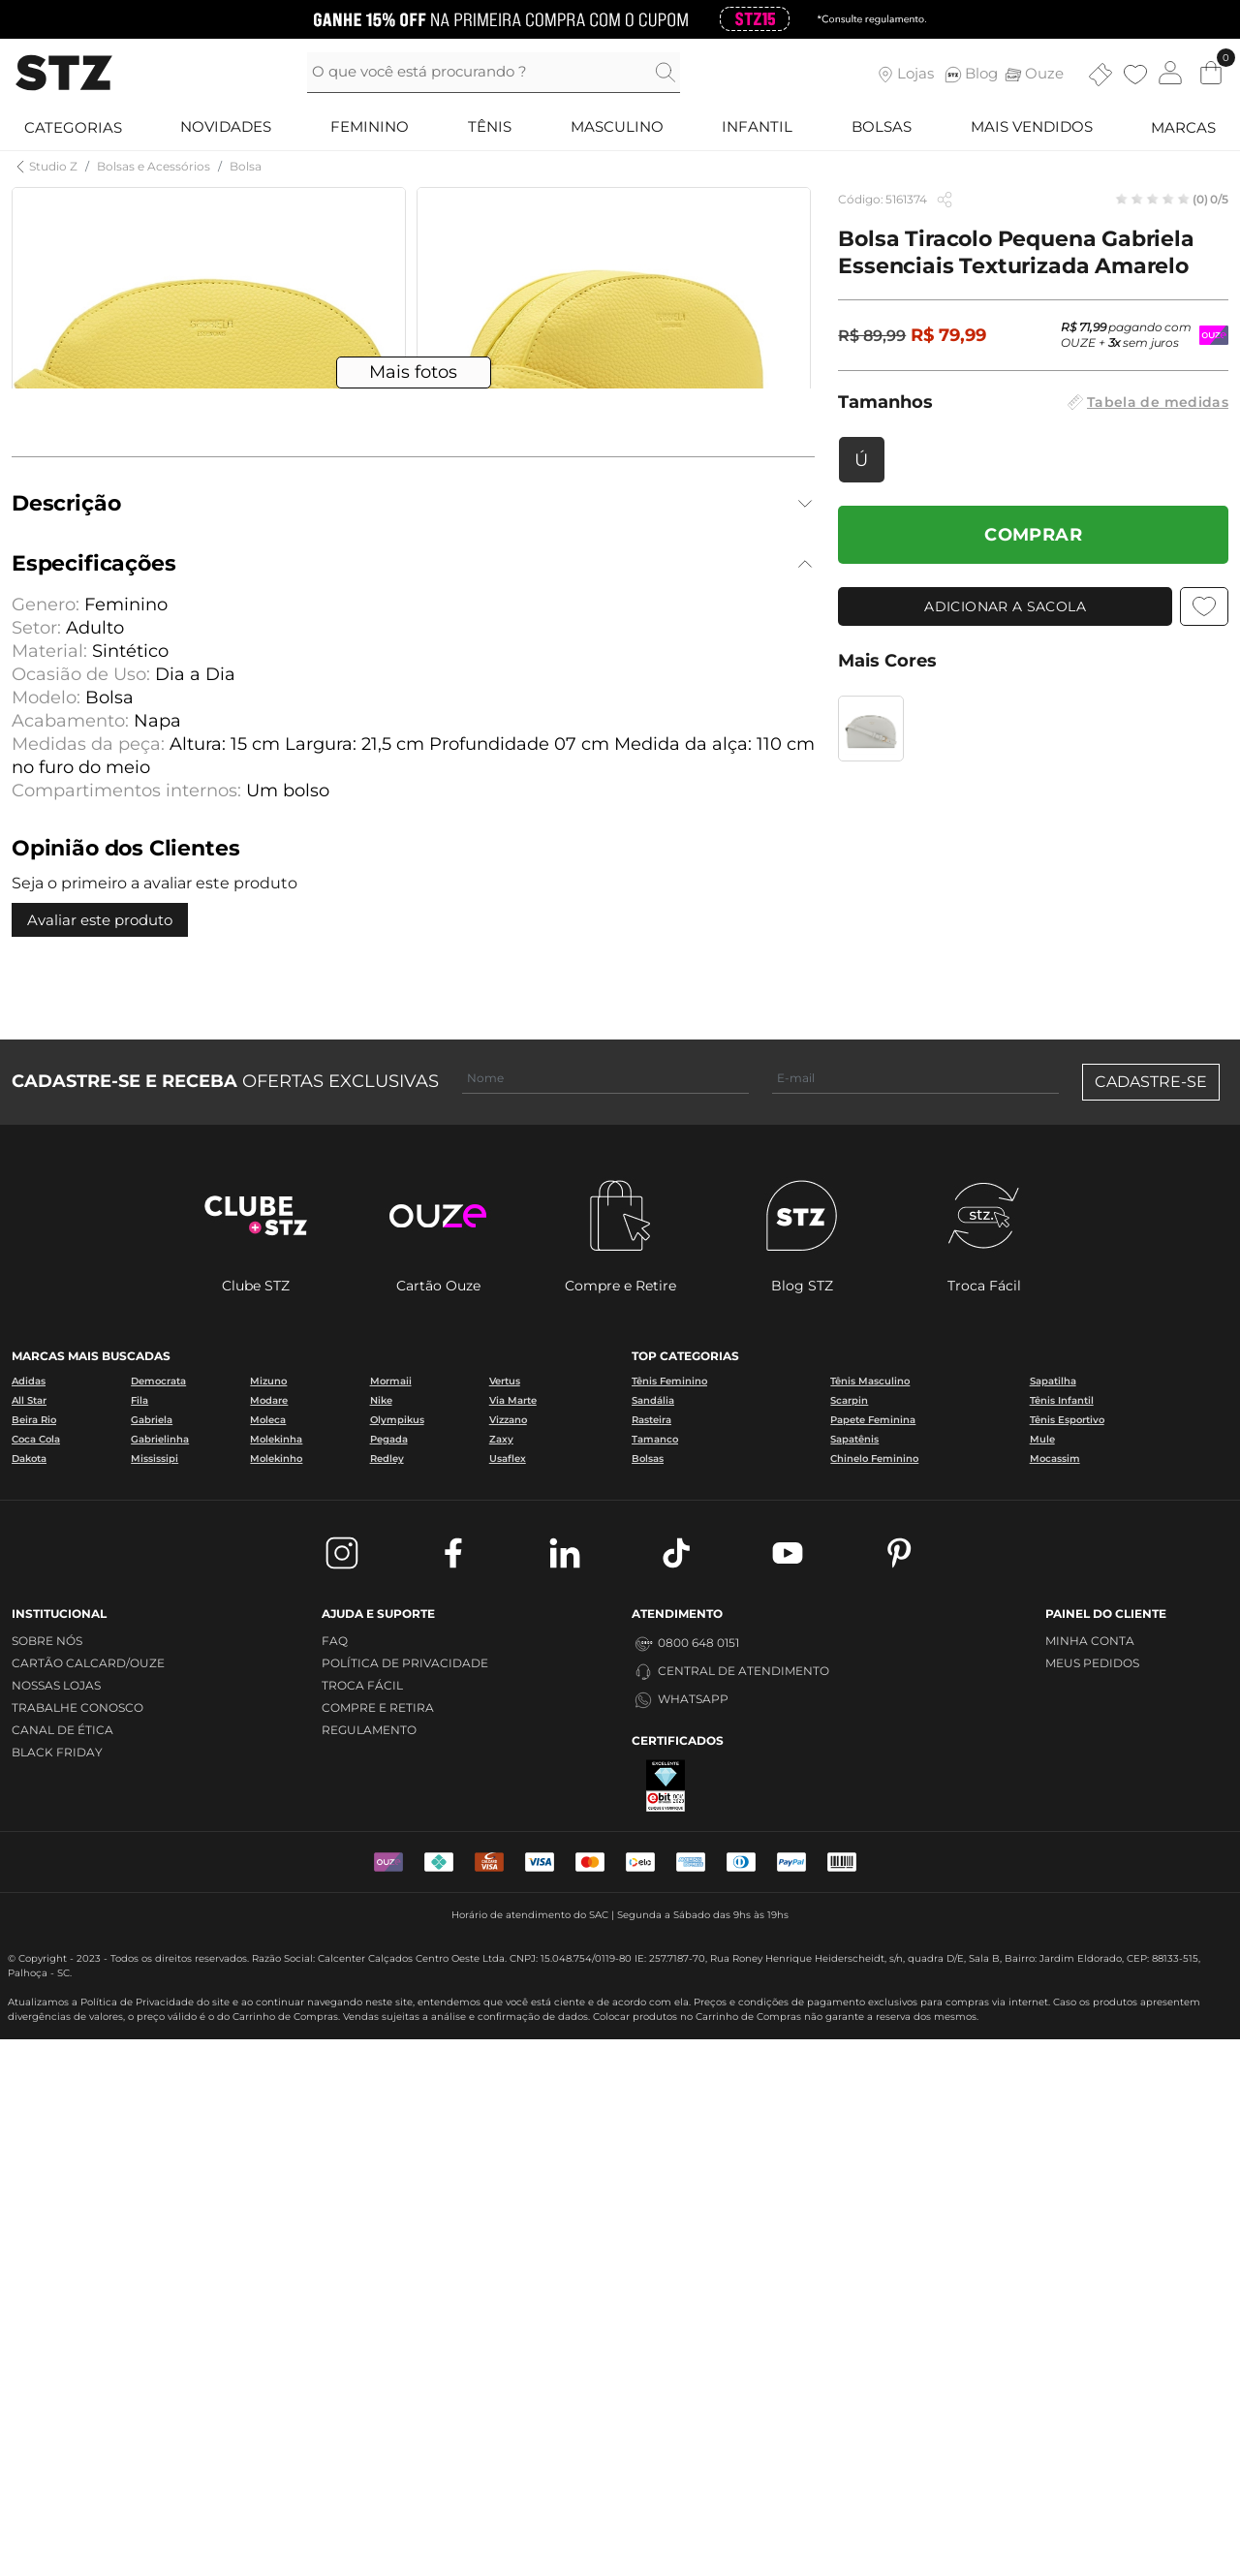 GANHE 15% OFF NA PRIMEIRA COMPRA COM O CUPOM STZ15 *Consulte regulamento.
STZ
O que você está procurando ?
Lojas
Blog
Ouze
0
CATEGORIAS
NOVIDADES
FEMININO
TÊNIS
MASCULINO
INFANTIL
BOLSAS
MAIS VENDIDOS
MARCAS
Studio Z / Bolsas e Acessórios / Bolsa
Mais fotos
Código: 5161374
(0) 0/5
Bolsa Tiracolo Pequena Gabriela
Essenciais Texturizada Amarelo
R$ 89,99 R$ 79,99
R$ 71,99 pagando com
OUZE + 3x sem juros
OUZ
Tamanhos
Tabela de medidas
Ú
COMPRAR
ADICIONAR A SACOLA
Mais Cores
Descrição
Especificações
Genero: Feminino
Setor: Adulto
Material: Sintético
Ocasião de Uso: Dia a Dia
Modelo: Bolsa
Acabamento: Napa
Medidas da peça: Altura: 15 cm Largura: 21,5 cm Profundidade 07 cm Medida da alça: 110 cm
no furo do meio
Compartimentos internos: Um bolso
Opinião dos Clientes
Seja o primeiro a avaliar este produto
Avaliar este produto
CADASTRE-SE E RECEBA OFERTAS EXCLUSIVAS
Nome
E-mail
CADASTRE-SE
CLUBE
+STZ
ouze
STZ
stz.
Clube STZ
Cartão Ouze
Compre e Retire
Blog STZ
Troca Fácil
MARCAS MAIS BUSCADAS
Adidas Democrata Mizuno Mormaii Vertus
All Star Fila Modare Nike Via Marte
Beira Rio Gabriela Moleca Olympikus Vizzano
Coca Cola Gabrielinha Molekinha Pegada Zaxy
Dakota Mississipi Molekinho Redley Usaflex
TOP CATEGORIAS
Tênis Feminino Tênis Masculino Sapatilha
Sandália Scarpin Tênis Infantil
Rasteira Papete Feminina Tênis Esportivo
Tamanco Sapatênis Mule
Bolsas Chinelo Feminino Mocassim
INSTITUCIONAL
SOBRE NÓS
CARTÃO CALCARD/OUZE
NOSSAS LOJAS
TRABALHE CONOSCO
CANAL DE ÉTICA
BLACK FRIDAY
AJUDA E SUPORTE
FAQ
POLÍTICA DE PRIVACIDADE
TROCA FÁCIL
COMPRE E RETIRA
REGULAMENTO
ATENDIMENTO
0800 648 0151
CENTRAL DE ATENDIMENTO
WHATSAPP
CERTIFICADOS
EXCELENTE
ebit
PAINEL DO CLIENTE
MINHA CONTA
MEUS PEDIDOS
OUZ
VISA
VISA
elo
PayPal
Horário de atendimento do SAC | Segunda a Sábado das 9hs às 19hs
© Copyright - 2023 - Todos os direitos reservados. Razão Social: Calcenter Calçados Centro Oeste Ltda. CNPJ: 15.048.754/0119-80 IE: 257.7187-70, Rua Roney Henrique Heiderscheidt, s/n, quadra D/E, Sala B, Bairro: Jardim Eldorado, CEP: 88133-515,
Palhoça - SC.
Atualizamos a Política de Privacidade do site e ao continuar navegando neste site, entendemos que você está ciente e de acordo com ela. Preços e condições de pagamento exclusivos para compras via internet. Caso os produtos apresentem
divergências de valores, o preço válido é o do Carrinho de Compras. Vendas sujeitas a análise e confirmação de dados. Colocar produtos no Carrinho de Compras não garante a reserva dos mesmos.